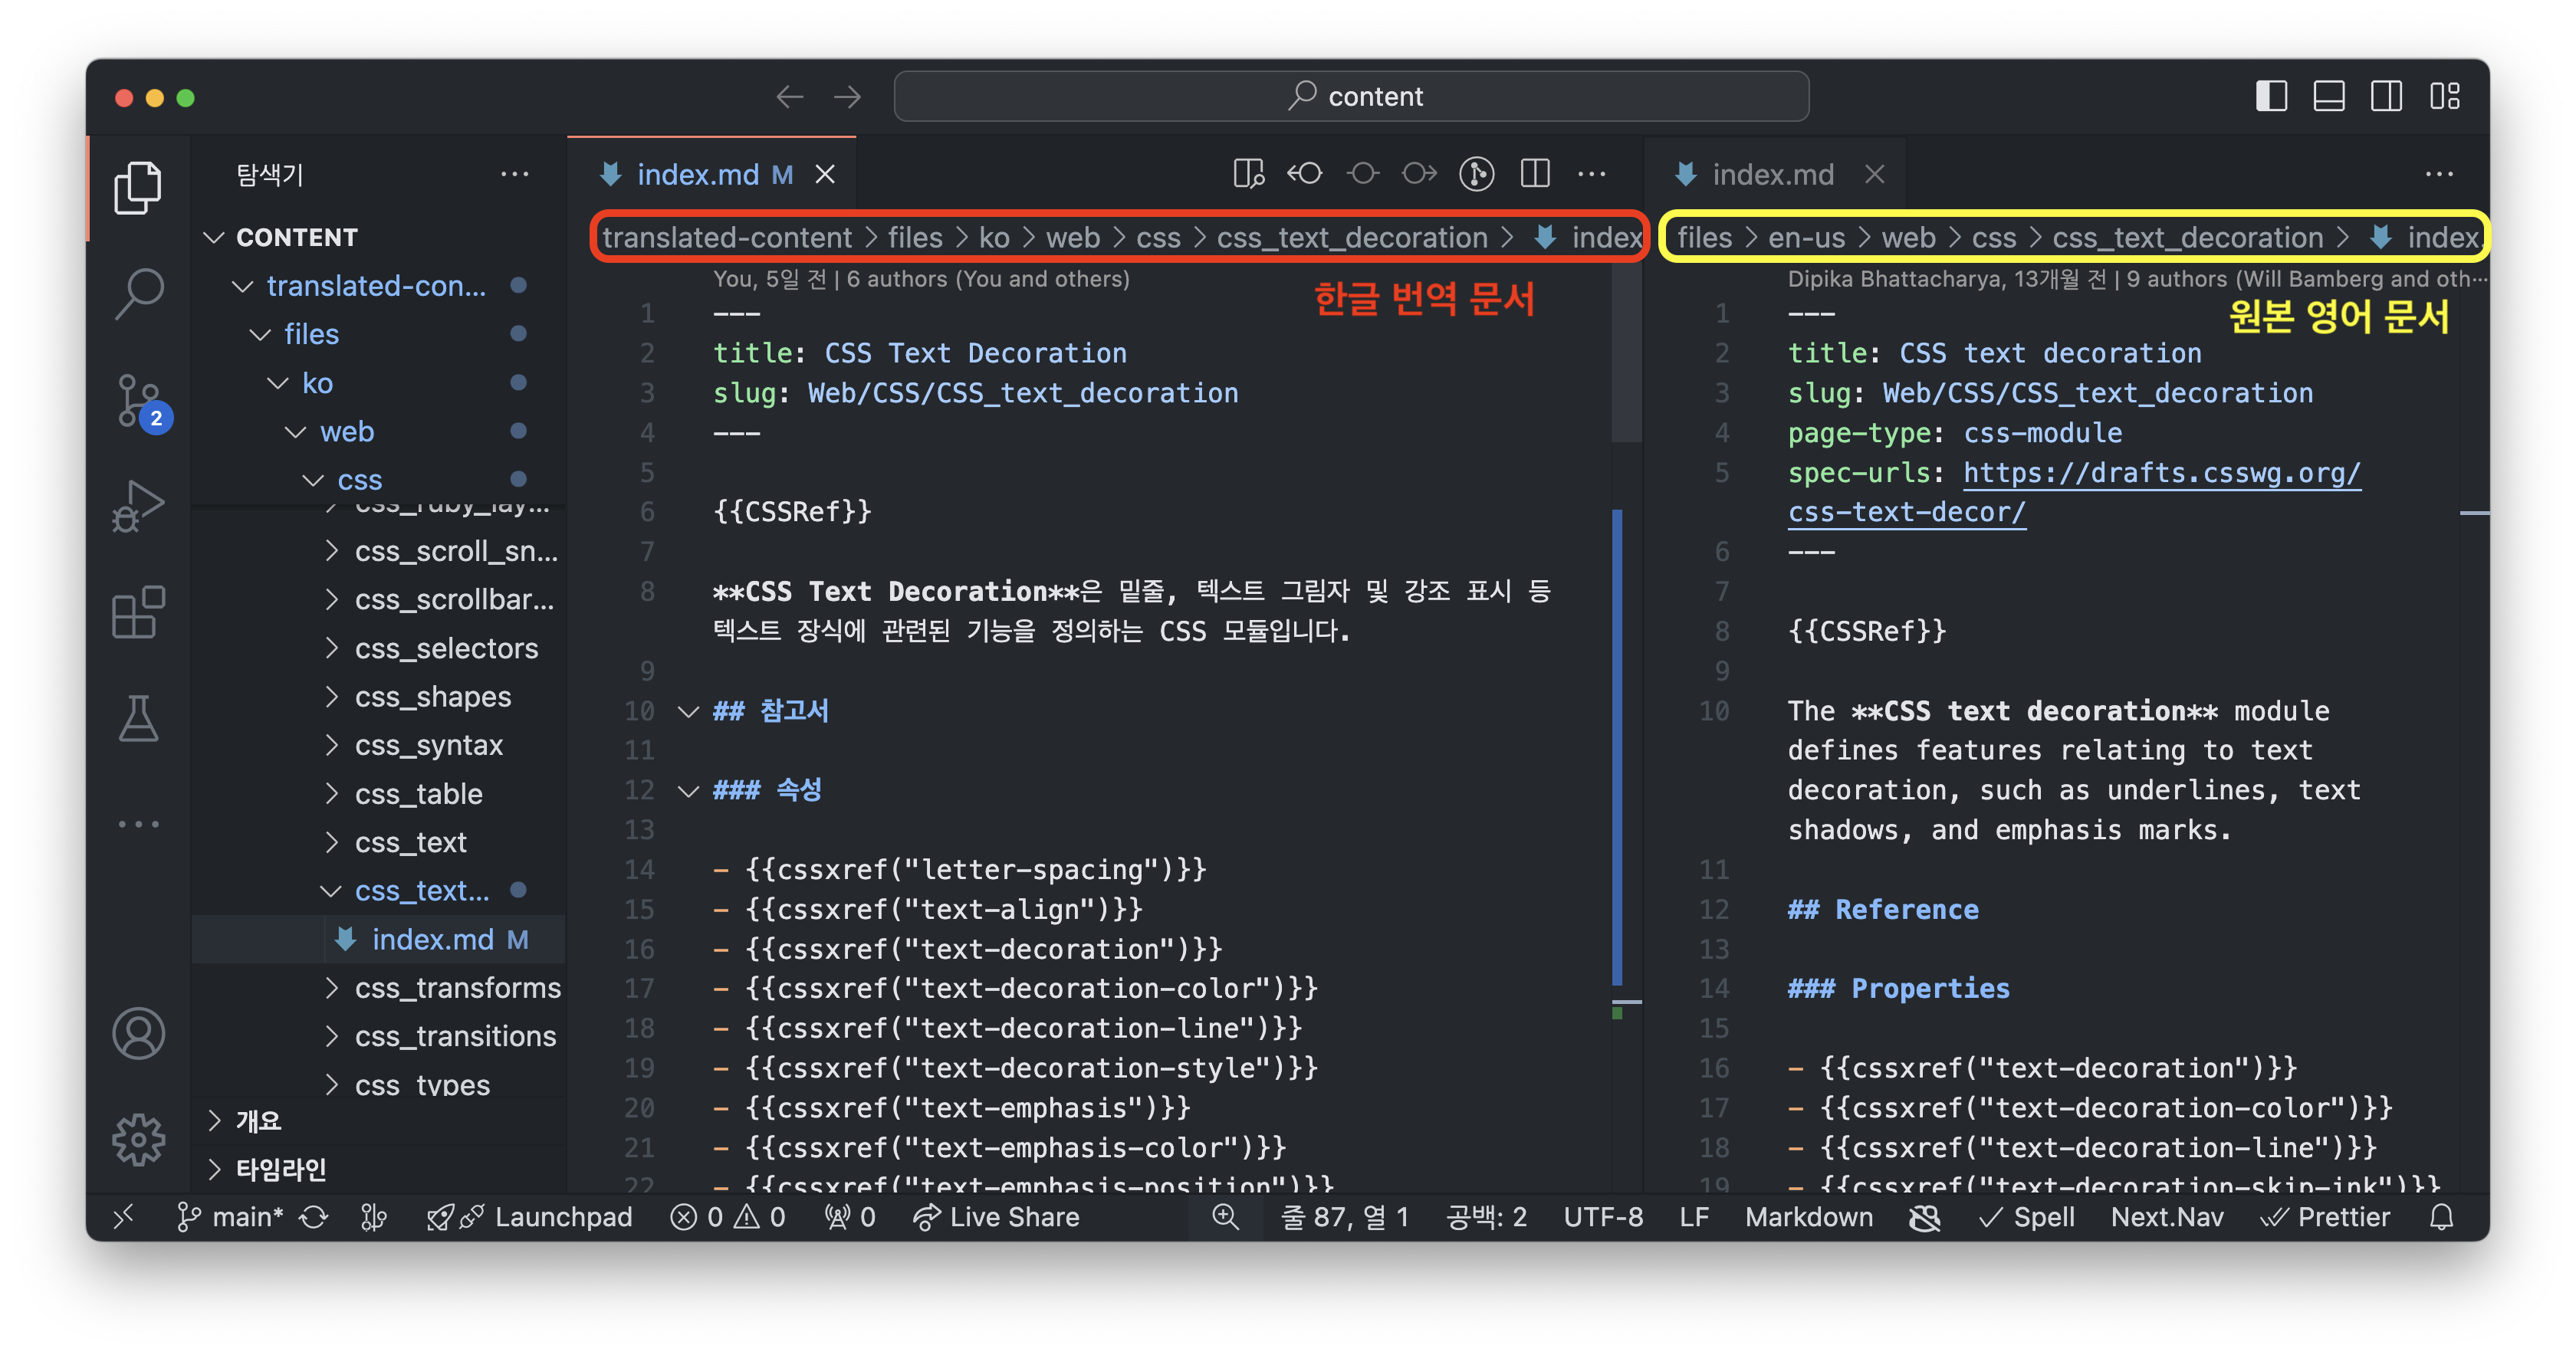 content
탐색기
CONTENT
translated-con...
files
ko
web
css
css_ruby_lay...
css_scroll_sn...
css_scrollbar...
css_selectors
css_shapes
css_syntax
css_table
css_text
css_text...
index.md M
css_transforms
css_transitions
css_types
개요
타임라인
2
index.md M
translated-content > files > ko > web > css > css_text_decoration > index
You, 5일 전 | 6 authors (You and others)
한글 번역 문서
1 ---
2 title: CSS Text Decoration
3 slug: Web/CSS/CSS_text_decoration
4 ---
5
6 {{CSSRef}}
7
8 **CSS Text Decoration**은 밑줄, 텍스트 그림자 및 강조 표시 등
텍스트 장식에 관련된 기능을 정의하는 CSS 모듈입니다.
9
10 ## 참고서
11
12 ### 속성
13
14 - {{cssxref("letter-spacing")}}
15 - {{cssxref("text-align")}}
16 - {{cssxref("text-decoration")}}
17 - {{cssxref("text-decoration-color")}}
18 - {{cssxref("text-decoration-line")}}
19 - {{cssxref("text-decoration-style")}}
20 - {{cssxref("text-emphasis")}}
21 - {{cssxref("text-emphasis-color")}}
22 - {{cssxref("text-emphasis-position")}}
index.md
files > en-us > web > css > css_text_decoration > index.
Dipika Bhattacharya, 13개월 전 | 9 authors (Will Bamberg and oth...
원본 영어 문서
1 ---
2 title: CSS text decoration
3 slug: Web/CSS/CSS_text_decoration
4 page-type: css-module
5 spec-urls: https://drafts.csswg.org/
css-text-decor/
6 ---
7
8 {{CSSRef}}
9
10 The **CSS text decoration** module
defines features relating to text
decoration, such as underlines, text
shadows, and emphasis marks.
11
12 ## Reference
13
14 ### Properties
15
16 - {{cssxref("text-decoration")}}
17 - {{cssxref("text-decoration-color")}}
18 - {{cssxref("text-decoration-line")}}
19 - {{cssxref("text-decoration-skip-ink")}}
main* Launchpad 0 0 0 Live Share 줄 87, 열 1 공백: 2 UTF-8 LF Markdown Spell Next.Nav Prettier